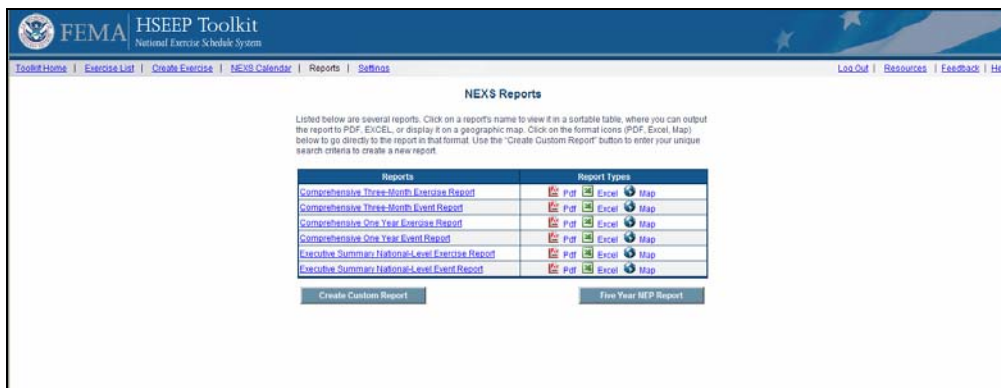 FEMA
HSEEP Toolkit
National Exercise Schedule System
Toolkit Home | Exercise List | Create Exercise | NEXS Calendar | Reports | Settings
Log Out | Resources | Feedback | He
NEXS Reports
Listed below are several reports. Click on a report's name to view it in a sortable table, where you can output
the report to PDF, EXCEL, or display it on a geographic map. Click on the format icons (PDF, Excel, Map)
below to go directly to the report in that format. Use the "Create Custom Report" button to enter your unique
search criteria to create a new report.
Reports Report Types
Comprehensive Three-Month Exercise Report Pdf Excel Map
Comprehensive Three-Month Event Report Pdf Excel Map
Comprehensive One Year Exercise Report Pdf Excel Map
Comprehensive One Year Event Report Pdf Excel Map
Executive Summary National-Level Exercise Report Pdf Excel Map
Executive Summary National-Level Event Report Pdf Excel Map
Create Custom Report Five Year NEP Report